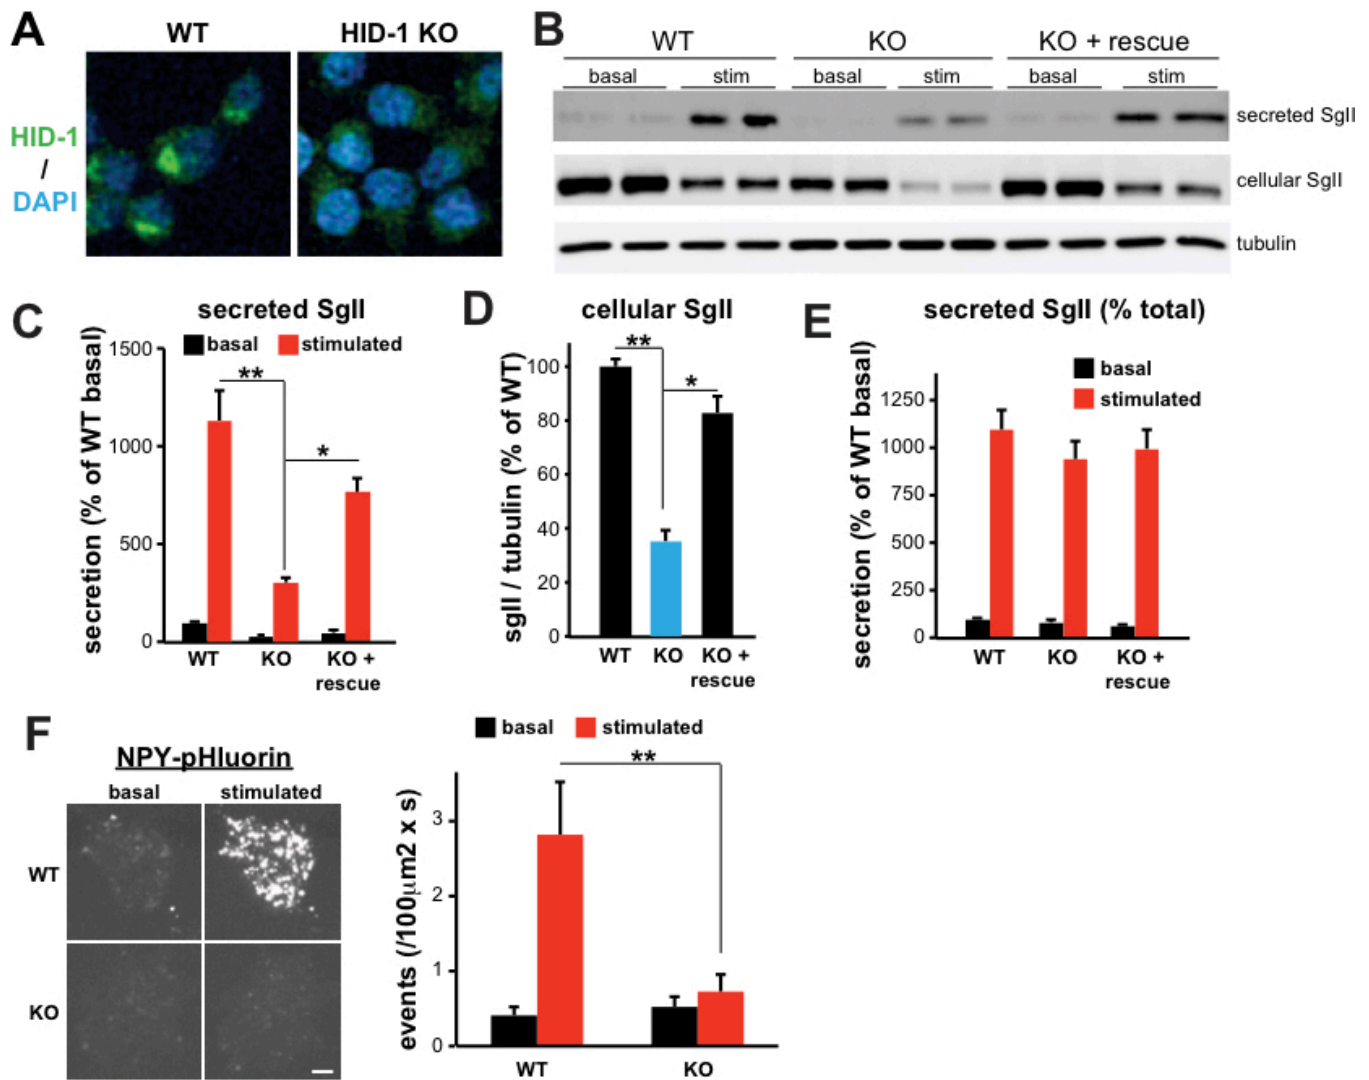 A
WT
HID-1 KO
HID-1
/
DAPI
B
WT
KO
KO + rescue
basal
stim
basal
stim
basal
stim
secreted SgII
cellular SgII
tubulin
C
secreted SgII
basal
stimulated
secretion (% of WT basal)
1500
1000
500
0
**
*
WT
KO
KO +
rescue
D
cellular SgII
sgII / tubulin (% of WT)
100
80
60
40
20
0
**
*
WT
KO
KO +
rescue
E
secreted SgII (% total)
basal
stimulated
secretion (% of WT basal)
1250
1000
750
500
250
0
WT
KO
KO +
rescue
F
NPY-pHluorin
basal
stimulated
WT
KO
basal
stimulated
events (/100μm2 x s)
3
2
1
0
**
WT
KO